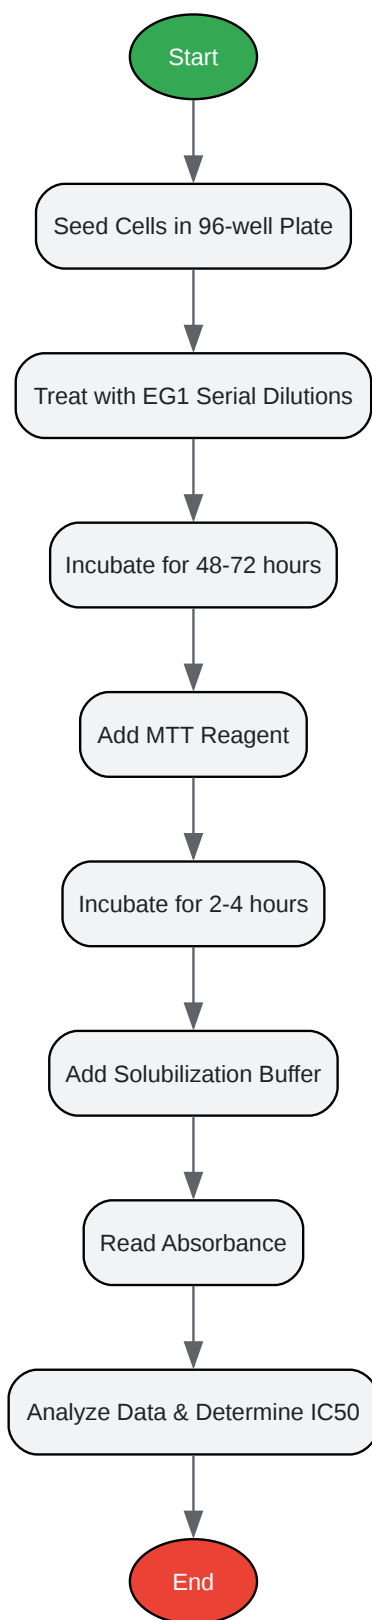 Start
Seed Cells in 96-well Plate
Treat with EG1 Serial Dilutions
Incubate for 48-72 hours
Add MTT Reagent
Incubate for 2-4 hours
Add Solubilization Buffer
Read Absorbance
Analyze Data & Determine IC50
End